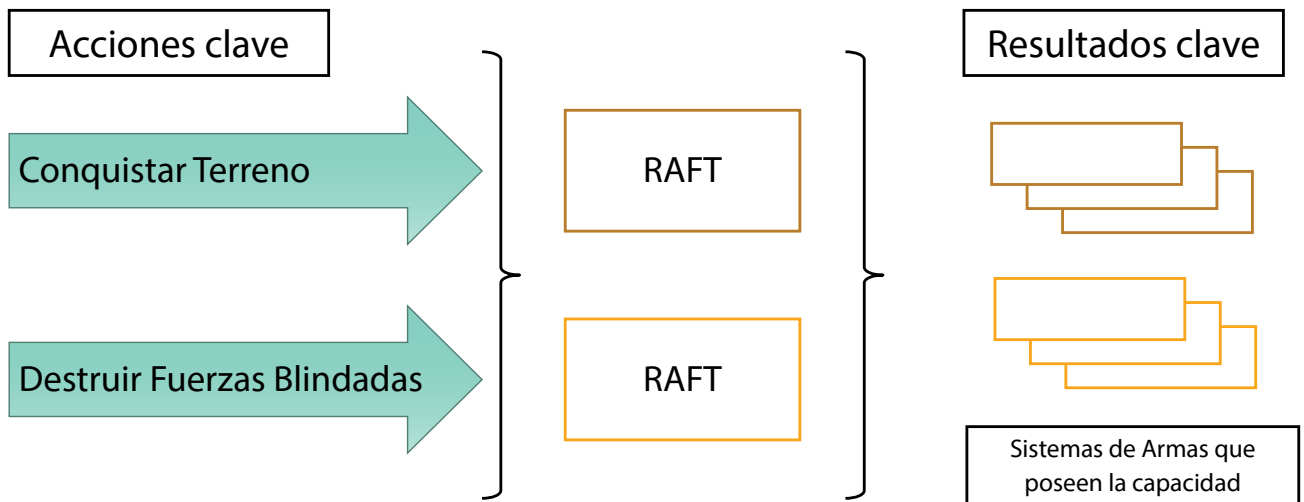 Acciones clave
Resultados clave
Conquistar Terreno
RAFT
Destruir Fuerzas Blindadas
RAFT
Sistemas de Armas que
poseen la capacidad